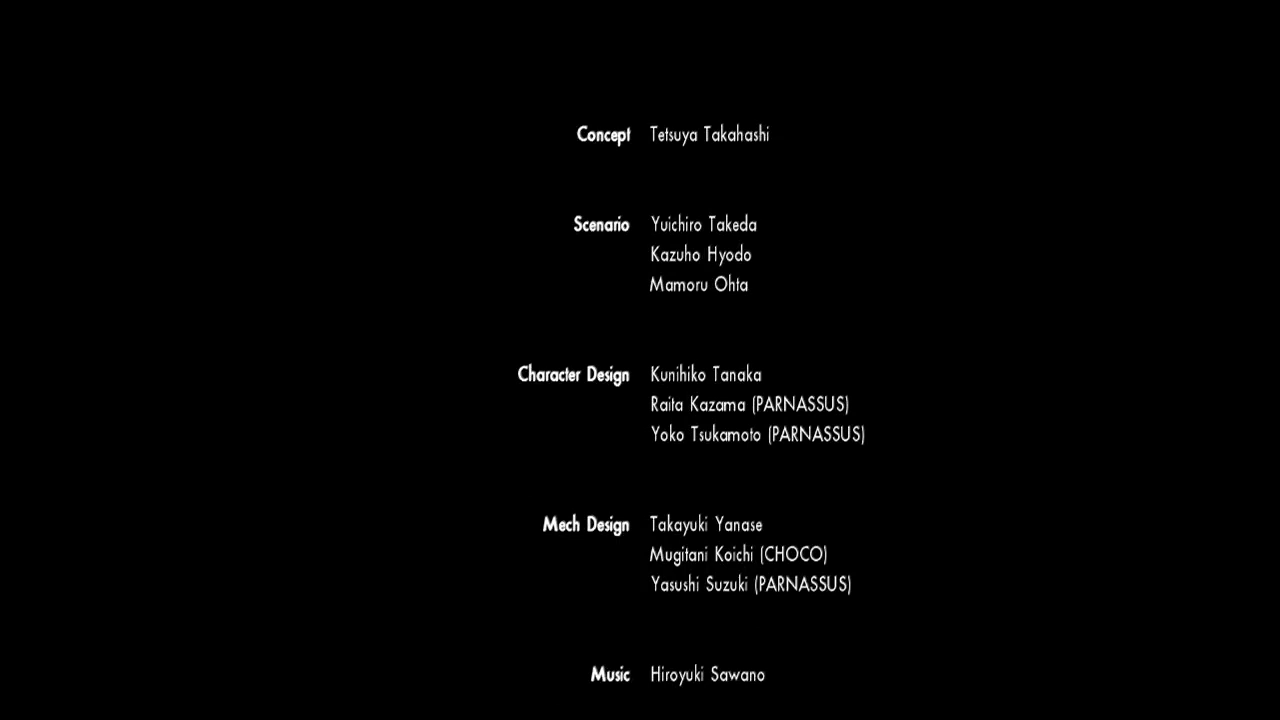 Concept Tetsuya Takahashi
Scenario Yuichiro Takeda
Kazuho Hyodo
Mamoru Ohta
Character Design Kunihiko Tanaka
Raita Kazama (PARNASSUS)
Yoko Tsukamoto (PARNASSUS)
Mech Design Takayuki Yanase
Mugitani Koichi (CHOCO)
Yasushi Suzuki (PARNASSUS)
Music Hiroyuki Sawano